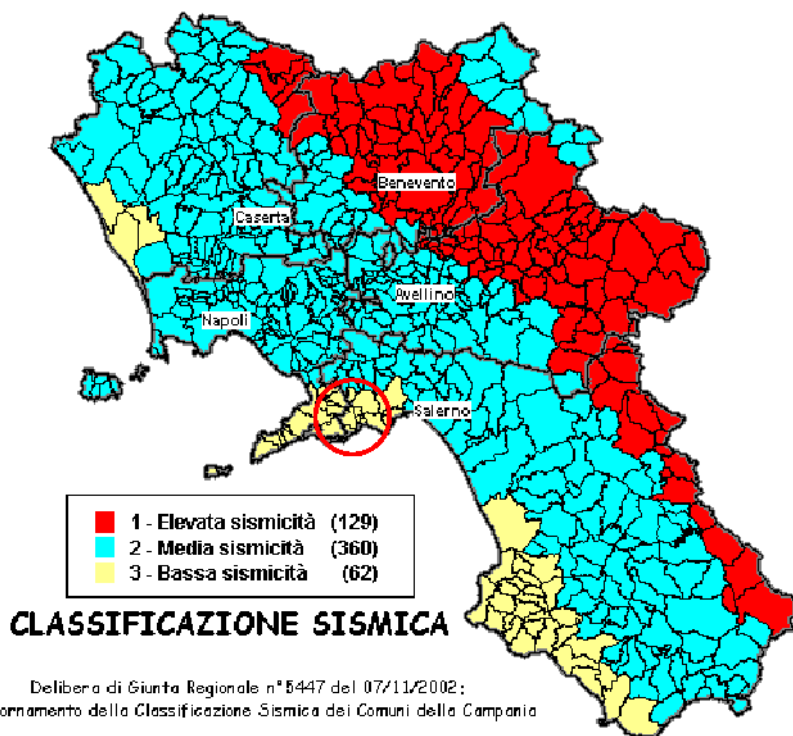 Benevento
Caserta
Avellino
Napoli
Salerno
1 - Elevata sismicità (129)
2 - Media sismicità (360)
3 - Bassa sismicità (62)
CLASSIFICAZIONE SISMICA
Delibera di Giunta Regionale n°5447 del 07/11/2002:
ornamento della Classificazione Sismica dei Comuni della Campania